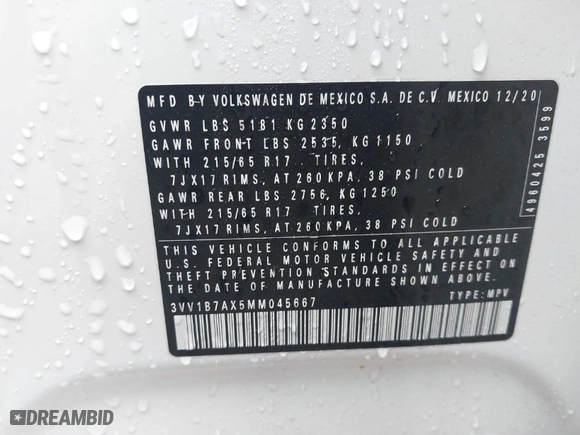 MFD BY VOLKSWAGEN DE MEXICO S.A. DE C.V. MEXICO 12/20
GVWR LBS 5181 KG 2350
GAWR FRONT LBS 2535, KG 1150
WITH 215/65 R17 TIRES,
7JX17 RIMS, AT 260 KPA, 38 PSI COLD
GAWR REAR LBS 2756, KG 1250
WITH 215/65 R17 TIRES,
7JX17 RIMS, AT 260 KPA, 38 PSI COLD
THIS VEHICLE CONFORMS TO ALL APPLICABLE
U.S. FEDERAL MOTOR VEHICLE SAFETY AND
THEFT PREVENTION STANDARDS IN EFFECT ON
THE DATE OF MANUFACTURE SHOWN ABOVE.
3VV1B7AX5MM045667 TYPE: MPV
4960425 3599
DREAMBID